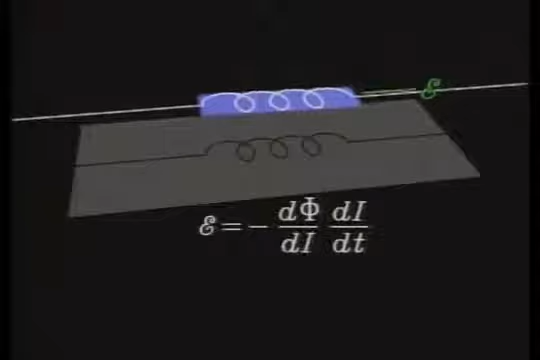 ℰ
ℰ = − dΦ/dI dI/dt